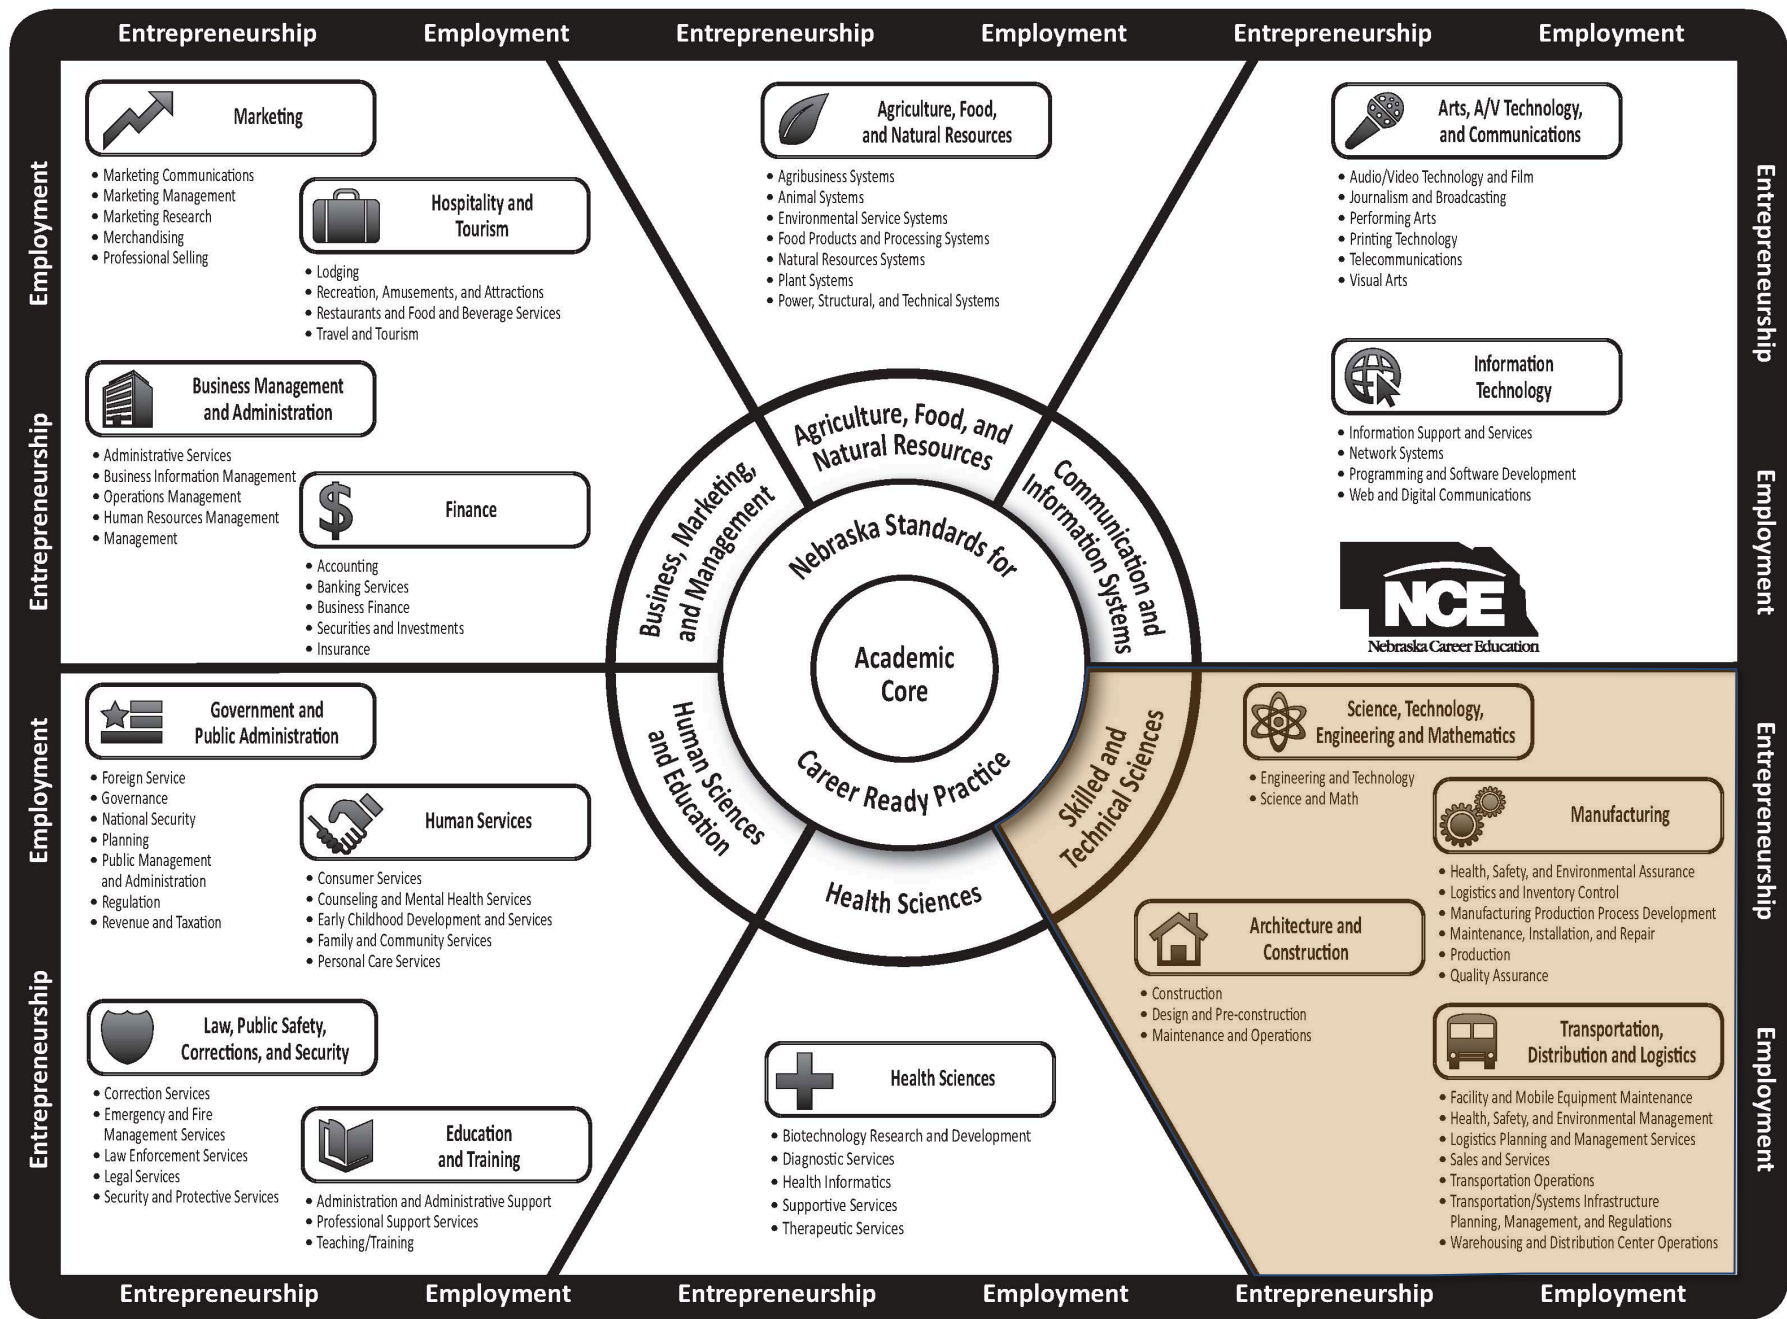 Entrepreneurship Employment Entrepreneurship Employment Entrepreneurship Employment
Employment
Entrepreneurship
Employment
Entrepreneurship
Marketing
• Marketing Communications
• Marketing Management
• Marketing Research
• Merchandising
• Professional Selling
Hospitality and
Tourism
• Lodging
• Recreation, Amusements, and Attractions
• Restaurants and Food and Beverage Services
• Travel and Tourism
Business Management
and Administration
• Administrative Services
• Business Information Management
• Operations Management
• Human Resources Management
• Management
Finance
• Accounting
• Banking Services
• Business Finance
• Securities and Investments
• Insurance
Agriculture, Food,
and Natural Resources
• Agribusiness Systems
• Animal Systems
• Environmental Service Systems
• Food Products and Processing Systems
• Natural Resources Systems
• Plant Systems
• Power, Structural, and Technical Systems
Arts, A/V Technology,
and Communications
• Audio/Video Technology and Film
• Journalism and Broadcasting
• Performing Arts
• Printing Technology
• Telecommunications
• Visual Arts
Information
Technology
• Information Support and Services
• Network Systems
• Programming and Software Development
• Web and Digital Communications
NCE
Nebraska Career Education
Business, Marketing,
and Management
Agriculture, Food, and
Natural Resources
Communication and
Information Systems
Nebraska Standards for
Academic
Core
Career Ready Practice
Human Sciences
and Education
Health Sciences
Skilled and
Technical Sciences
Government and
Public Administration
• Foreign Service
• Governance
• National Security
• Planning
• Public Management
and Administration
• Regulation
• Revenue and Taxation
Human Services
• Consumer Services
• Counseling and Mental Health Services
• Early Childhood Development and Services
• Family and Community Services
• Personal Care Services
Law, Public Safety,
Corrections, and Security
• Correction Services
• Emergency and Fire
Management Services
• Law Enforcement Services
• Legal Services
• Security and Protective Services
Education
and Training
• Administration and Administrative Support
• Professional Support Services
• Teaching/Training
Health Sciences
• Biotechnology Research and Development
• Diagnostic Services
• Health Informatics
• Supportive Services
• Therapeutic Services
Science, Technology,
Engineering and Mathematics
• Engineering and Technology
• Science and Math
Manufacturing
• Health, Safety, and Environmental Assurance
• Logistics and Inventory Control
• Manufacturing Production Process Development
• Maintenance, Installation, and Repair
• Production
• Quality Assurance
Architecture and
Construction
• Construction
• Design and Pre-construction
• Maintenance and Operations
Transportation,
Distribution and Logistics
• Facility and Mobile Equipment Maintenance
• Health, Safety, and Environmental Management
• Logistics Planning and Management Services
• Sales and Services
• Transportation Operations
• Transportation/Systems Infrastructure
Planning, Management, and Regulations
• Warehousing and Distribution Center Operations
Entrepreneurship
Employment
Entrepreneurship
Employment
Entrepreneurship Employment Entrepreneurship Employment Entrepreneurship Employment